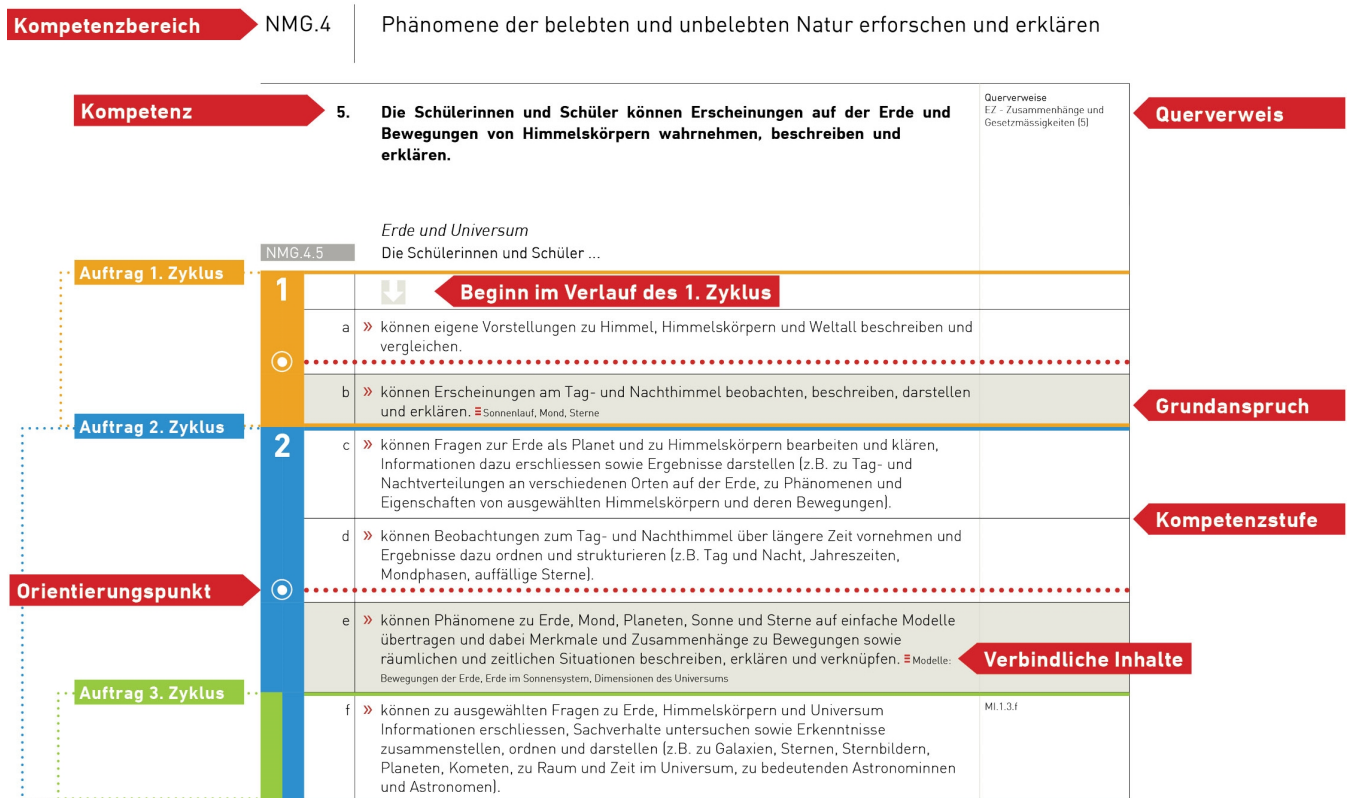 Kompetenzbereich
NMG.4
Phänomene der belebten und unbelebten Natur erforschen und erklären
Kompetenz
5.
Die Schülerinnen und Schüler können Erscheinungen auf der Erde und
Bewegungen von Himmelskörpern wahrnehmen, beschreiben und
erklären.
Querverweise
EZ - Zusammenhänge und
Gesetzmässigkeiten (5)
Querverweis
Erde und Universum
NMG.4.5
Die Schülerinnen und Schüler ...
Auftrag 1. Zyklus
1
Beginn im Verlauf des 1. Zyklus
a » können eigene Vorstellungen zu Himmel, Himmelskörpern und Weltall beschreiben und
vergleichen.
b » können Erscheinungen am Tag- und Nachthimmel beobachten, beschreiben, darstellen
und erklären. ≡ Sonnenlauf, Mond, Sterne
Grundanspruch
Auftrag 2. Zyklus
2
c » können Fragen zur Erde als Planet und zu Himmelskörpern bearbeiten und klären,
Informationen dazu erschliessen sowie Ergebnisse darstellen (z.B. zu Tag- und
Nachtverteilungen an verschiedenen Orten auf der Erde, zu Phänomenen und
Eigenschaften von ausgewählten Himmelskörpern und deren Bewegungen).
Kompetenzstufe
d » können Beobachtungen zum Tag- und Nachthimmel über längere Zeit vornehmen und
Ergebnisse dazu ordnen und strukturieren (z.B. Tag und Nacht, Jahreszeiten,
Mondphasen, auffällige Sterne).
Orientierungspunkt
e » können Phänomene zu Erde, Mond, Planeten, Sonne und Sterne auf einfache Modelle
übertragen und dabei Merkmale und Zusammenhänge zu Bewegungen sowie
räumlichen und zeitlichen Situationen beschreiben, erklären und verknüpfen. ≡ Modelle:
Bewegungen der Erde, Erde im Sonnensystem, Dimensionen des Universums
Verbindliche Inhalte
Auftrag 3. Zyklus
f » können zu ausgewählten Fragen zu Erde, Himmelskörpern und Universum
Informationen erschliessen, Sachverhalte untersuchen sowie Erkenntnisse
zusammenstellen, ordnen und darstellen (z.B. zu Galaxien, Sternen, Sternbildern,
Planeten, Kometen, zu Raum und Zeit im Universum, zu bedeutenden Astronominnen
und Astronomen).
MI.1.3.f